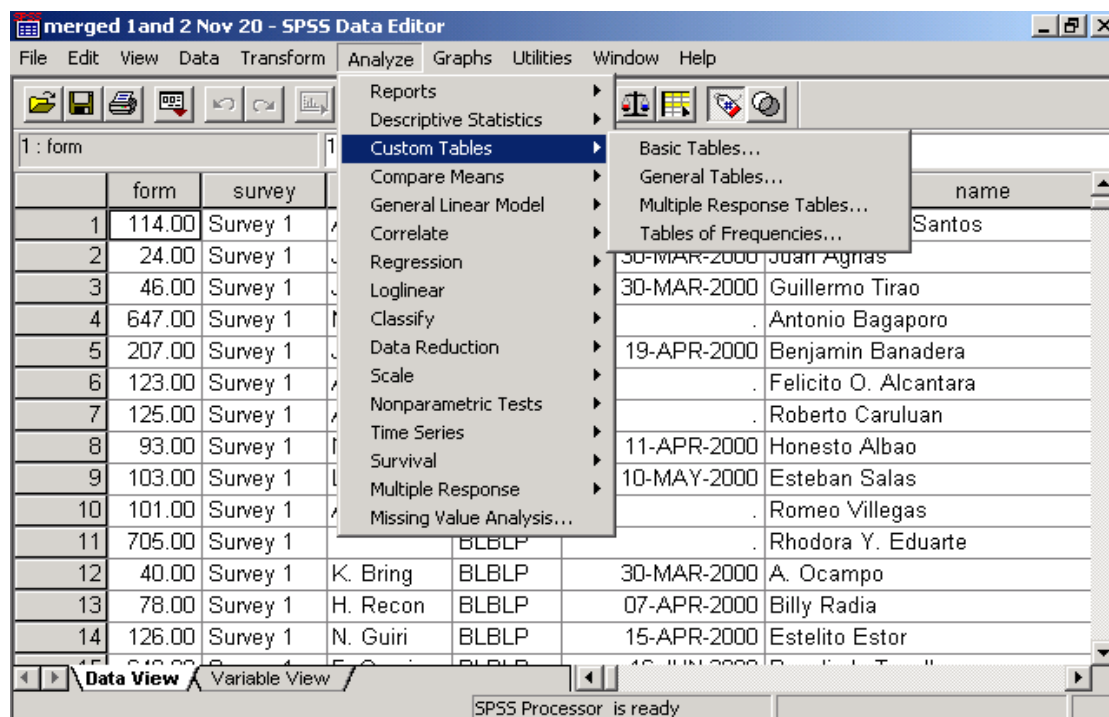 merged 1and 2 Nov 20 - SPSS Data Editor
File Edit View Data Transform Analyze Graphs Utilities Window Help
1 : form
1
Reports
Descriptive Statistics
Custom Tables
Compare Means
General Linear Model
Correlate
Regression
Loglinear
Classify
Data Reduction
Scale
Nonparametric Tests
Time Series
Survival
Multiple Response
Missing Value Analysis...
Basic Tables...
General Tables...
Multiple Response Tables...
Tables of Frequencies...
form survey name
1 114.00 Survey 1 Santos
2 24.00 Survey 1 30-MAR-2000 Juan Agnas
3 46.00 Survey 1 30-MAR-2000 Guillermo Tirao
4 647.00 Survey 1 . Antonio Bagaporo
5 207.00 Survey 1 19-APR-2000 Benjamin Banadera
6 123.00 Survey 1 . Felicito O. Alcantara
7 125.00 Survey 1 . Roberto Caruluan
8 93.00 Survey 1 11-APR-2000 Honesto Albao
9 103.00 Survey 1 10-MAY-2000 Esteban Salas
10 101.00 Survey 1 . Romeo Villegas
11 705.00 Survey 1 BLBLP . Rhodora Y. Eduarte
12 40.00 Survey 1 K. Bring BLBLP 30-MAR-2000 A. Ocampo
13 78.00 Survey 1 H. Recon BLBLP 07-APR-2000 Billy Radia
14 126.00 Survey 1 N. Guiri BLBLP 15-APR-2000 Estelito Estor
Data View Variable View
SPSS Processor is ready